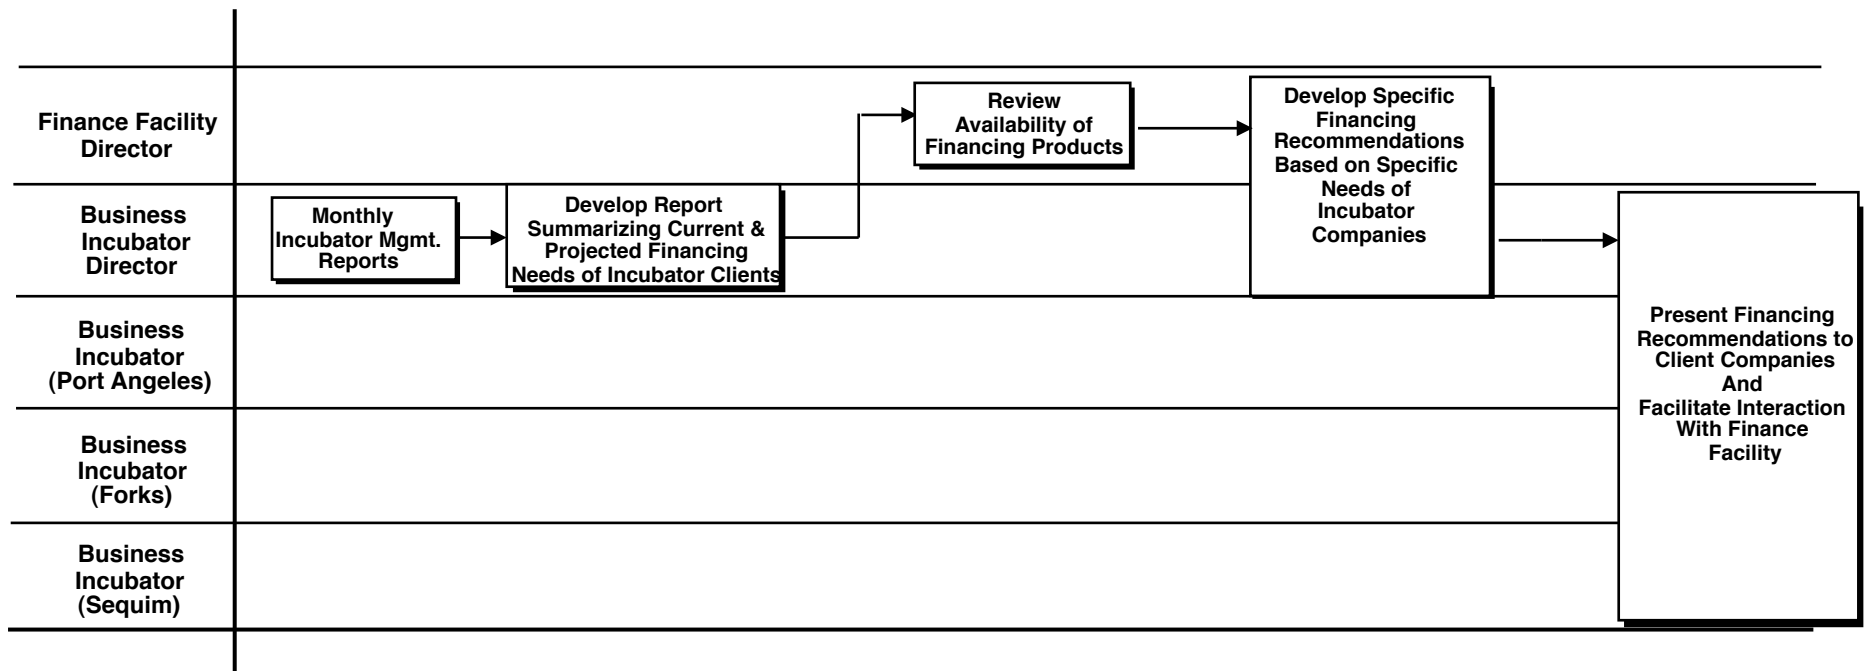 Finance Facility
Director
Business
Incubator
Director
Business
Incubator
(Port Angeles)
Business
Incubator
(Forks)
Business
Incubator
(Sequim)
Monthly
Incubator Mgmt.
Reports
Develop Report
Summarizing Current &
Projected Financing
Needs of Incubator Clients
Review
Availability of
Financing Products
Develop Specific
Financing
Recommendations
Based on Specific
Needs of
Incubator
Companies
Present Financing
Recommendations to
Client Companies
And
Facilitate Interaction
With Finance
Facility